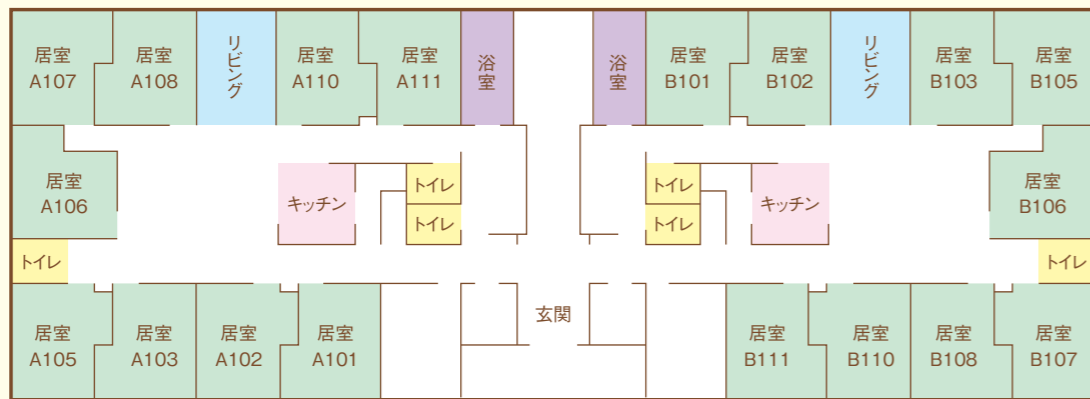 居室
A107
居室
A108
リビング
居室
A110
居室
A111
浴室
浴室
居室
B101
居室
B102
リビング
居室
B103
居室
B105
居室
A106
キッチン
トイレ
トイレ
トイレ
トイレ
キッチン
居室
B106
トイレ
トイレ
居室
A105
居室
A103
居室
A102
居室
A101
玄関
居室
B111
居室
B110
居室
B108
居室
B107